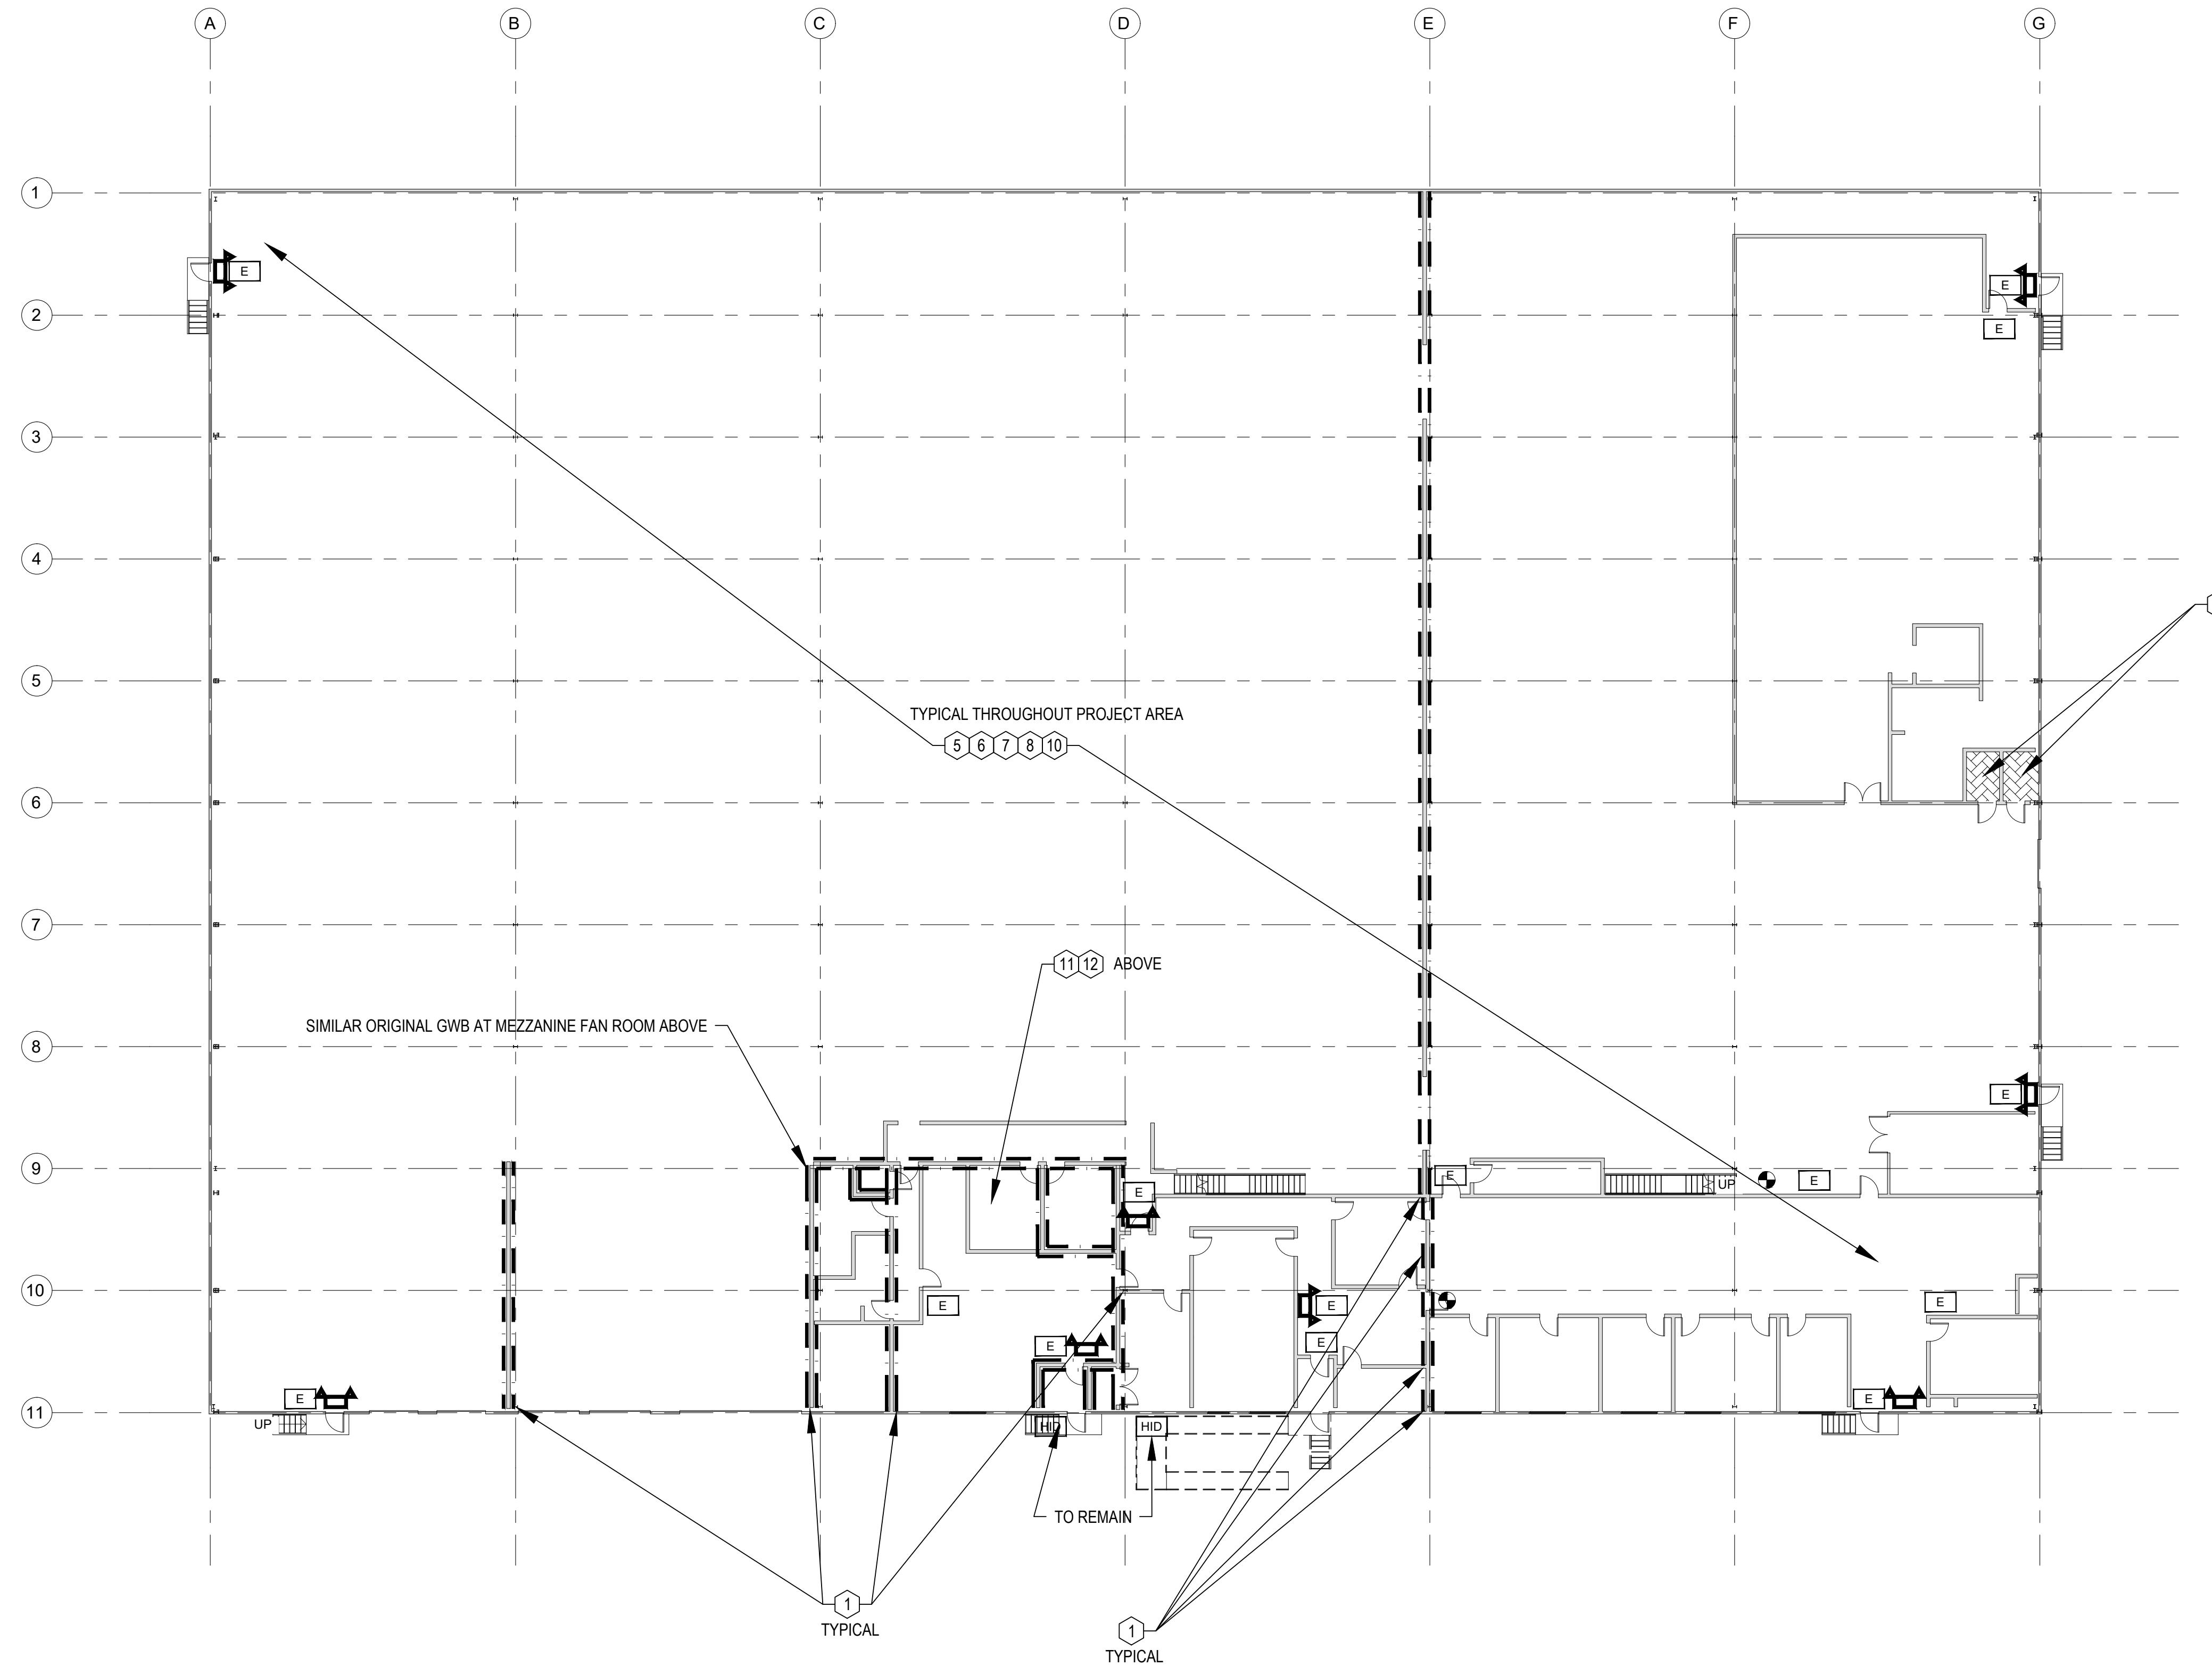 A B C D E F G
1
E
E
2
E
3
4
5
TYPICAL THROUGHOUT PROJECT AREA
5 6 7 8 10
6
7
11 12 ABOVE
SIMILAR ORIGINAL GWB AT MEZZANINE FAN ROOM ABOVE
8
E
9
E
UP
E
E
10
E
E
E
E
E
11
E
E
UP
HID
HID
TO REMAIN
1
TYPICAL
1
TYPICAL